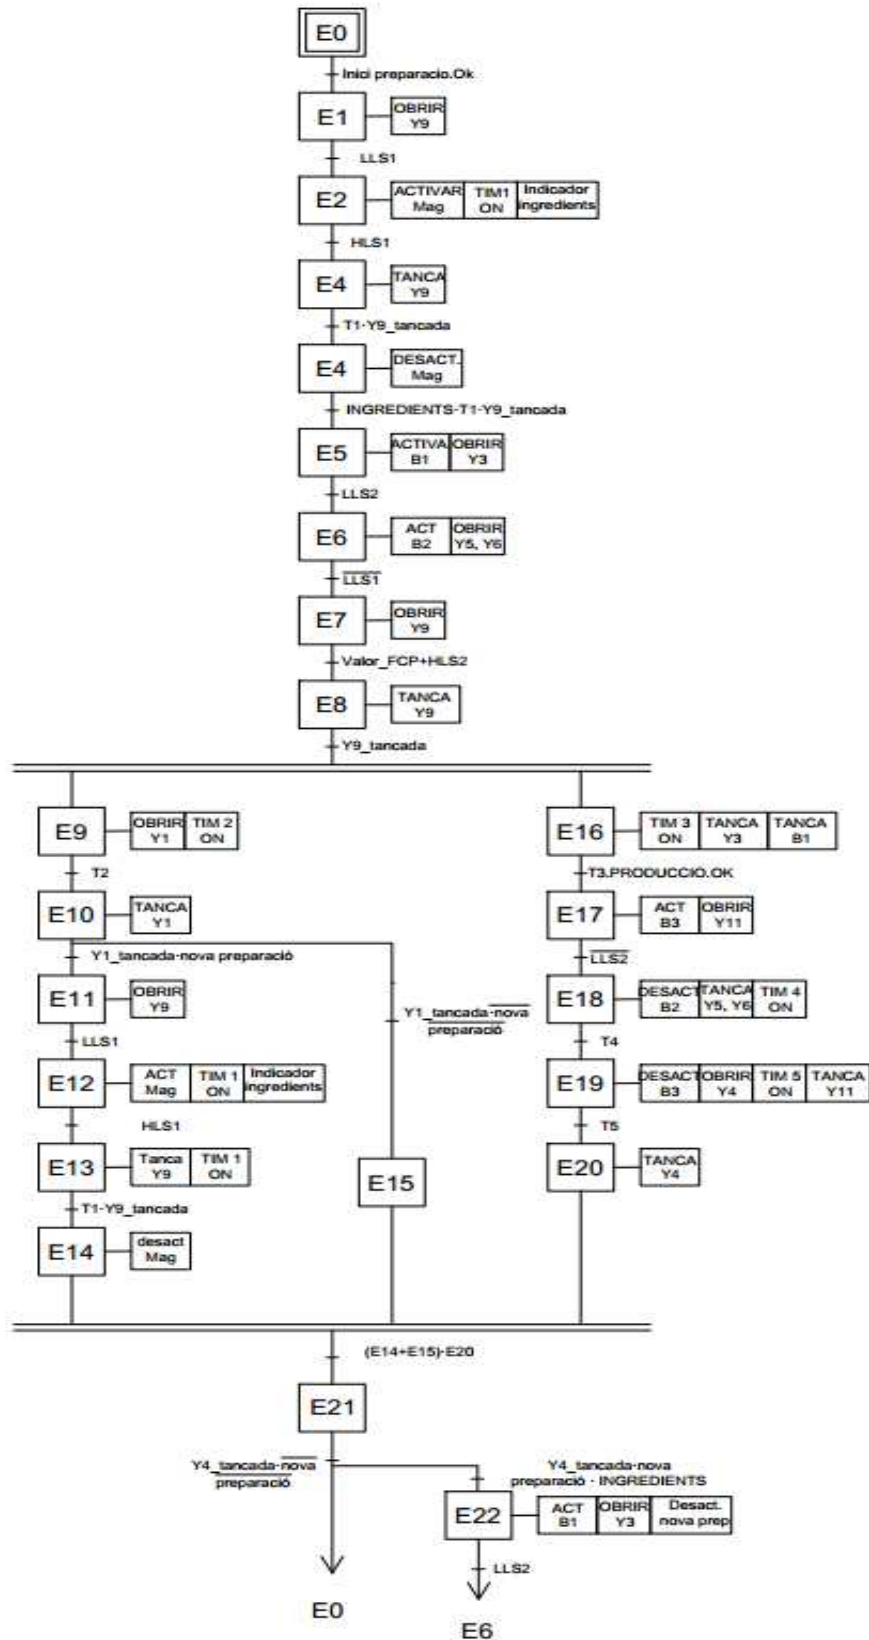 E0
Inici preparacio.Ok
E1
OBRIR
Y9
LLS1
E2
ACTIVAR
Mag
TIM1
ON
Indicador
ingredients
HLS1
E4
TANCA
Y9
T1·Y9_tancada
E4
DESACT.
Mag
INGREDIENTS·T1·Y9_tancada
E5
ACTIVA
B1
OBRIR
Y3
LLS2
E6
ACT
B2
OBRIR
Y5, Y6
LLS1
E7
OBRIR
Y9
Valor_FCP+HLS2
E8
TANCA
Y9
Y9_tancada
E9
OBRIR
Y1
TIM 2
ON
T2
E10
TANCA
Y1
Y1_tancada·nova preparació
E11
OBRIR
Y9
LLS1
E12
ACT
Mag
TIM 1
ON
Indicador
ingredients
HLS1
E13
Tanca
Y9
TIM 1
ON
T1·Y9_tancada
E14
desact
Mag
Y1_tancada·nova
preparació
E15
E16
TIM 3
ON
TANCA
Y3
TANCA
B1
T3.PRODUCCIÓ.OK
E17
ACT
B3
OBRIR
Y11
LLS2
E18
DESACT
B2
TANCA
Y5, Y6
TIM 4
ON
T4
E19
DESACT
B3
OBRIR
Y4
TIM 5
ON
TANCA
Y11
T5
E20
TANCA
Y4
(E14+E15)·E20
E21
Y4_tancada·nova
preparació
Y4_tancada·nova
preparació · INGREDIENTS
E22
ACT
B1
OBRIR
Y3
Desact.
nova prep
LLS2
E0
E6